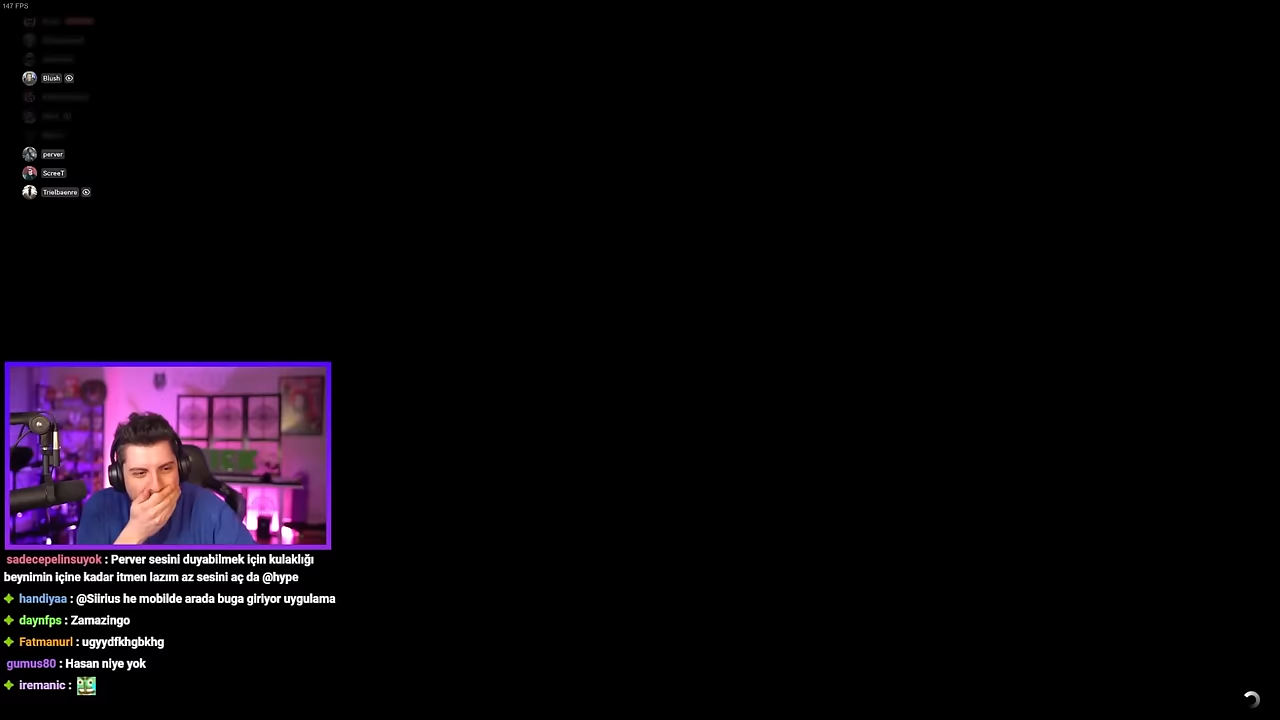 147 FPS
Blush
perver
ScreeT
Trielbaenre
sadecepelinsuyok : Perver sesini duyabilmek için kulaklığı
beynimin içine kadar itmen lazım az sesini aç da @hype
handiyaa : @Siirius he mobilde arada buga giriyor uygulama
daynfps : Zamazingo
Fatmanurl : ugyydfkhgbkhg
gumus80 : Hasan niye yok
iremanic :